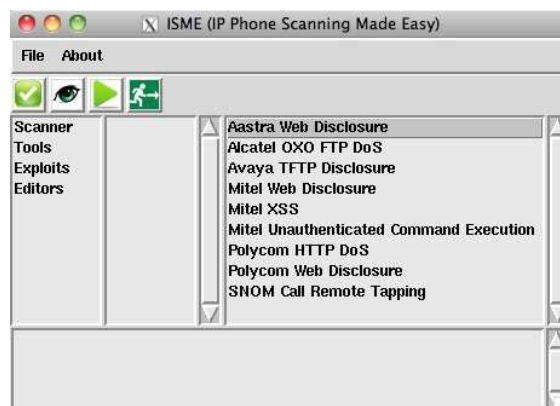 ISME (IP Phone Scanning Made Easy)
File About
Scanner
Tools
Exploits
Editors
Aastra Web Disclosure
Alcatel OXO FTP DoS
Avaya TFTP Disclosure
Mitel Web Disclosure
Mitel XSS
Mitel Unauthenticated Command Execution
Polycom HTTP DoS
Polycom Web Disclosure
SNOM Call Remote Tapping